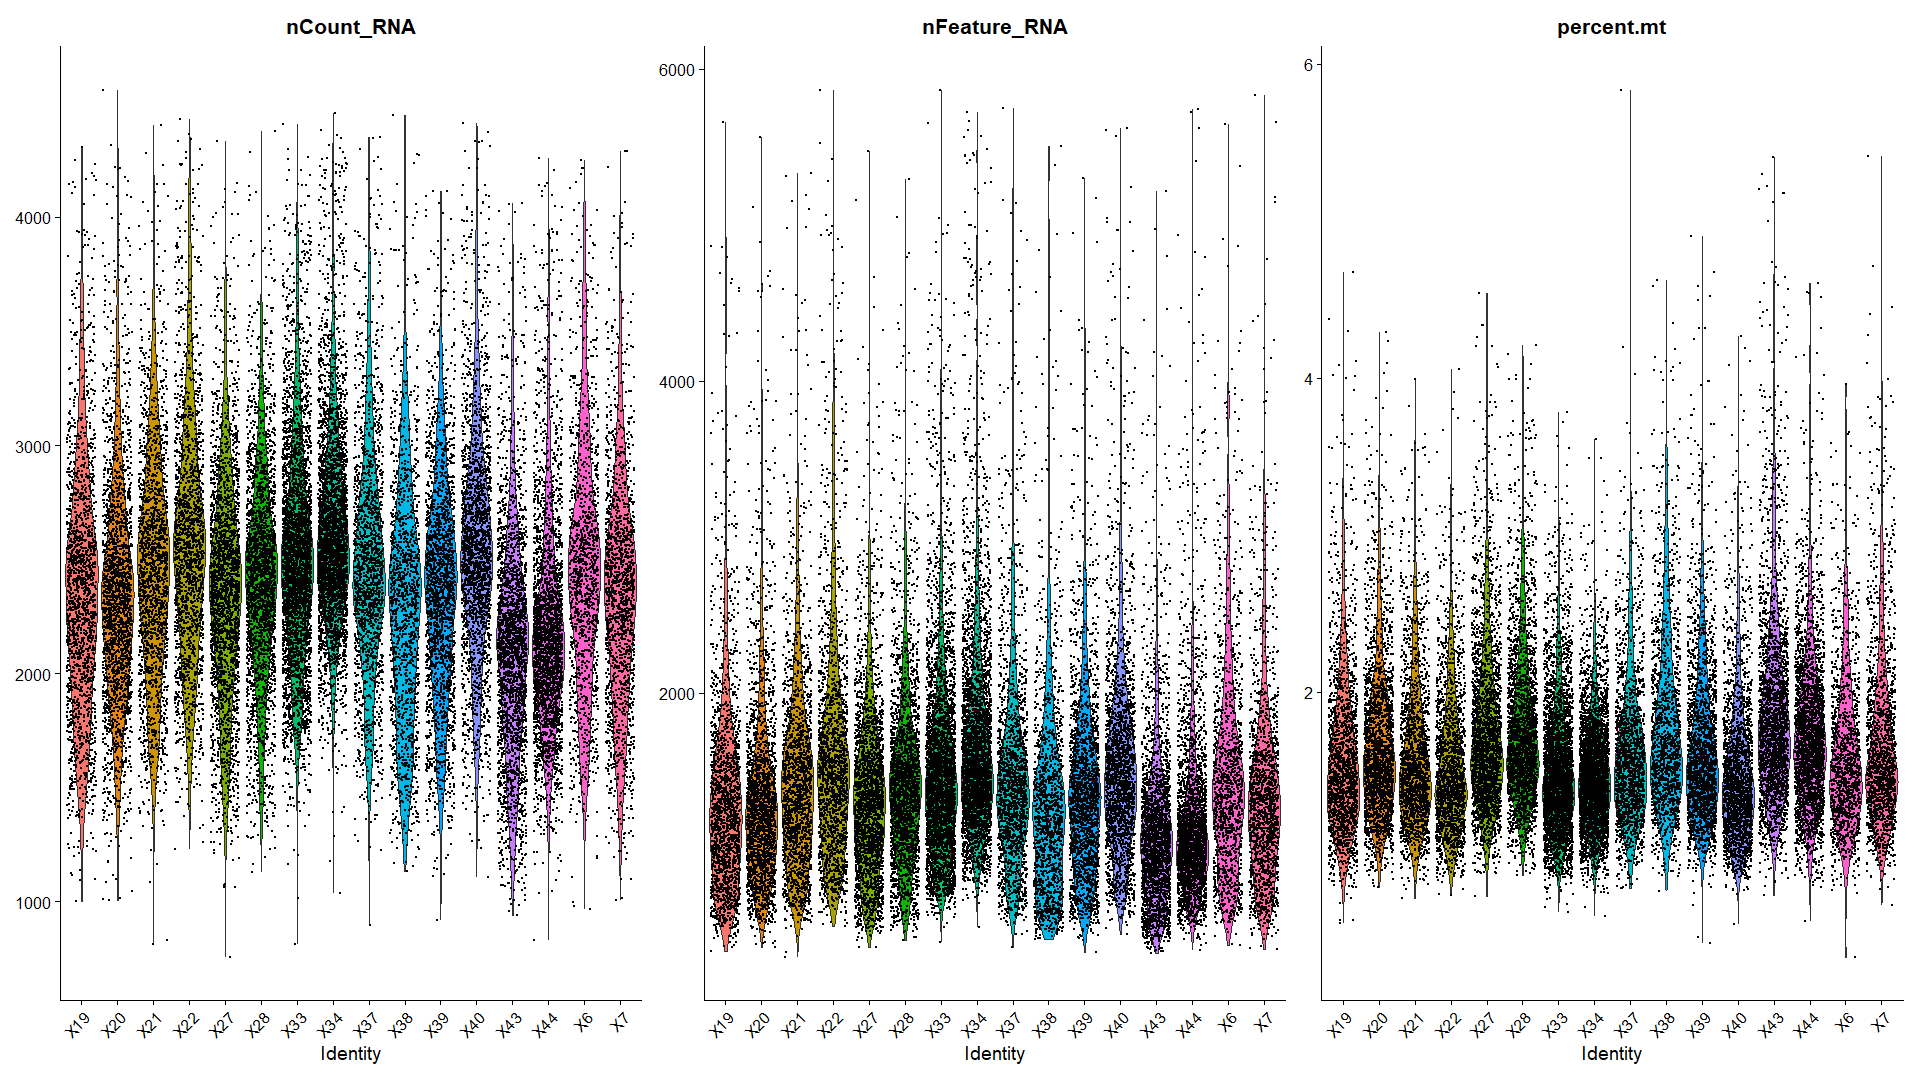 nCount_RNA
4000
3000
2000
1000
X19 X20 X21 X22 X27 X28 X33 X34 X37 X38 X39 X40 X43 X44 X6 X7
Identity
nFeature_RNA
6000
4000
2000
X19 X20 X21 X22 X27 X28 X33 X34 X37 X38 X39 X40 X43 X44 X6 X7
Identity
percent.mt
6
4
2
X19 X20 X21 X22 X27 X28 X33 X34 X37 X38 X39 X40 X43 X44 X6 X7
Identity